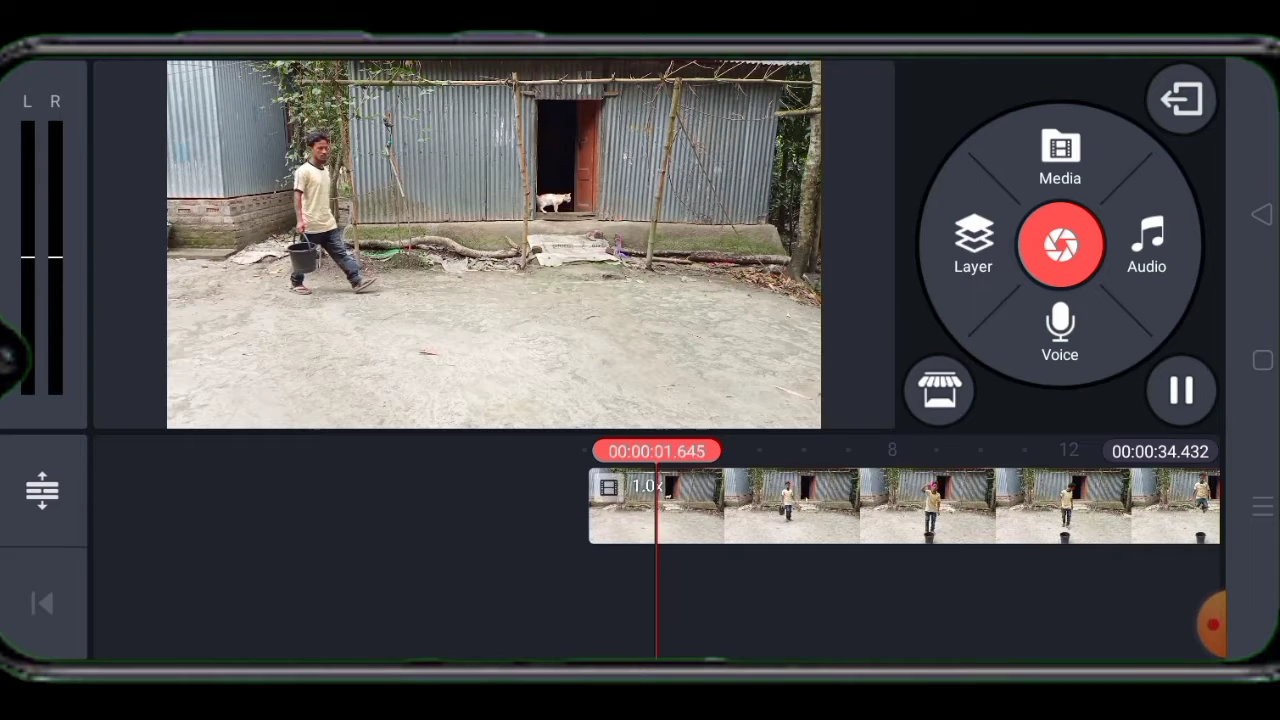 L R
Media
Layer
Audio
Voice
00:00:01.645
8
12
00:00:34.432
1.0x